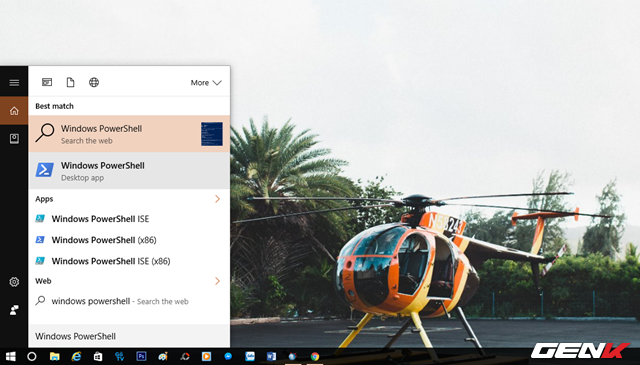 More
Best match
Windows PowerShell
Search the web
Windows PowerShell
Desktop app
Apps
Windows PowerShell ISE
Windows PowerShell (x86)
Windows PowerShell ISE (x86)
Web
windows powershell - Search the web
Windows PowerShell
GENK